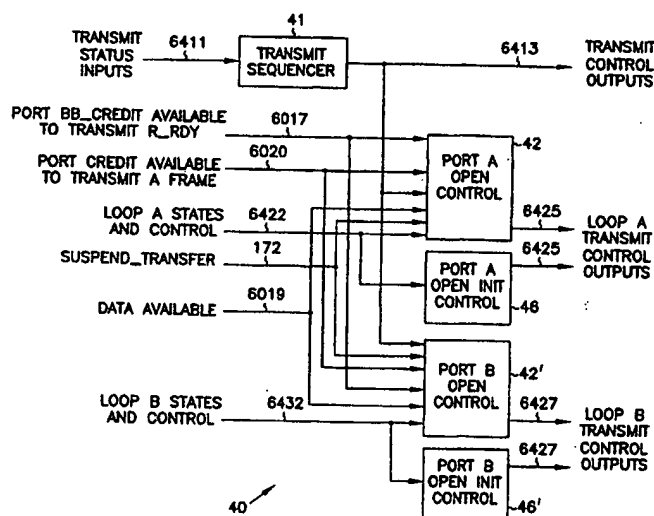 TRANSMIT
STATUS
INPUTS
6411
41
TRANSMIT
SEQUENCER
6413
TRANSMIT
CONTROL
OUTPUTS
PORT BB_CREDIT AVAILABLE
TO TRANSMIT R_RDY
6017
PORT CREDIT AVAILABLE
TO TRANSMIT A FRAME
6020
LOOP A STATES
AND CONTROL
6422
SUSPEND_TRANSFER
172
DATA AVAILABLE
6019
LOOP B STATES
AND CONTROL
6432
42
PORT A
OPEN
CONTROL
6425
LOOP A
TRANSMIT
CONTROL
OUTPUTS
6425
PORT A
OPEN INIT
CONTROL
46
PORT B
OPEN
CONTROL
42'
6427
LOOP B
TRANSMIT
CONTROL
OUTPUTS
6427
PORT B
OPEN INIT
CONTROL
46'
40